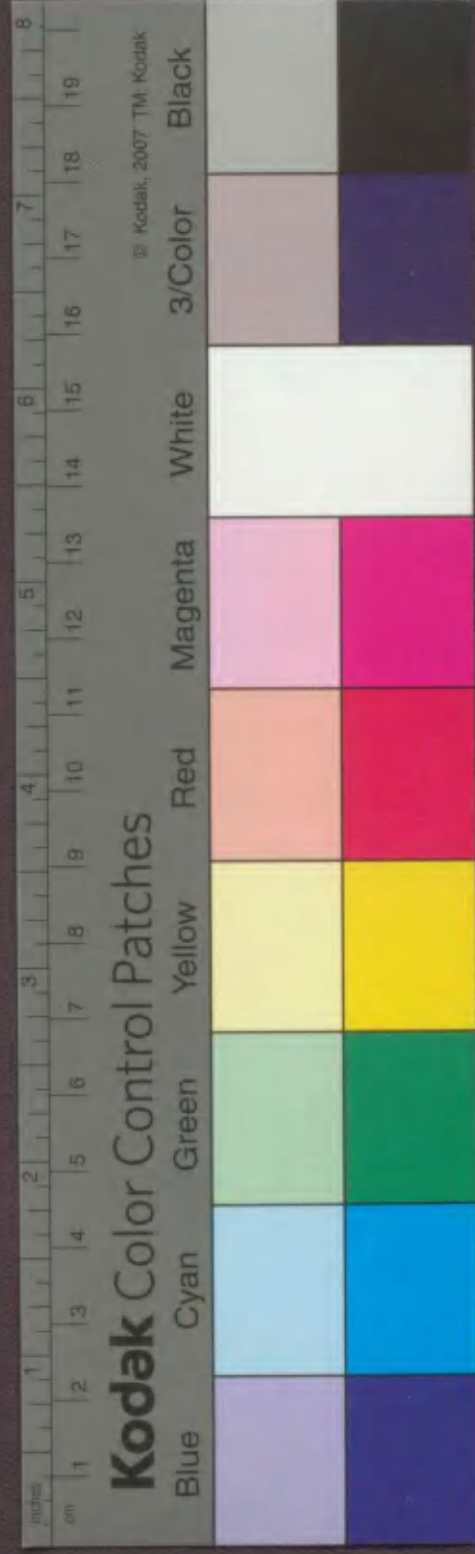 inches 1 2 3 4 5 6 7 8
cm 1 2 3 4 5 6 7 8 9 10 11 12 13 14 15 16 17 18 19
Kodak Color Control Patches
© Kodak, 2007 TM: Kodak
Blue Cyan Green Yellow Red Magenta White 3/Color Black